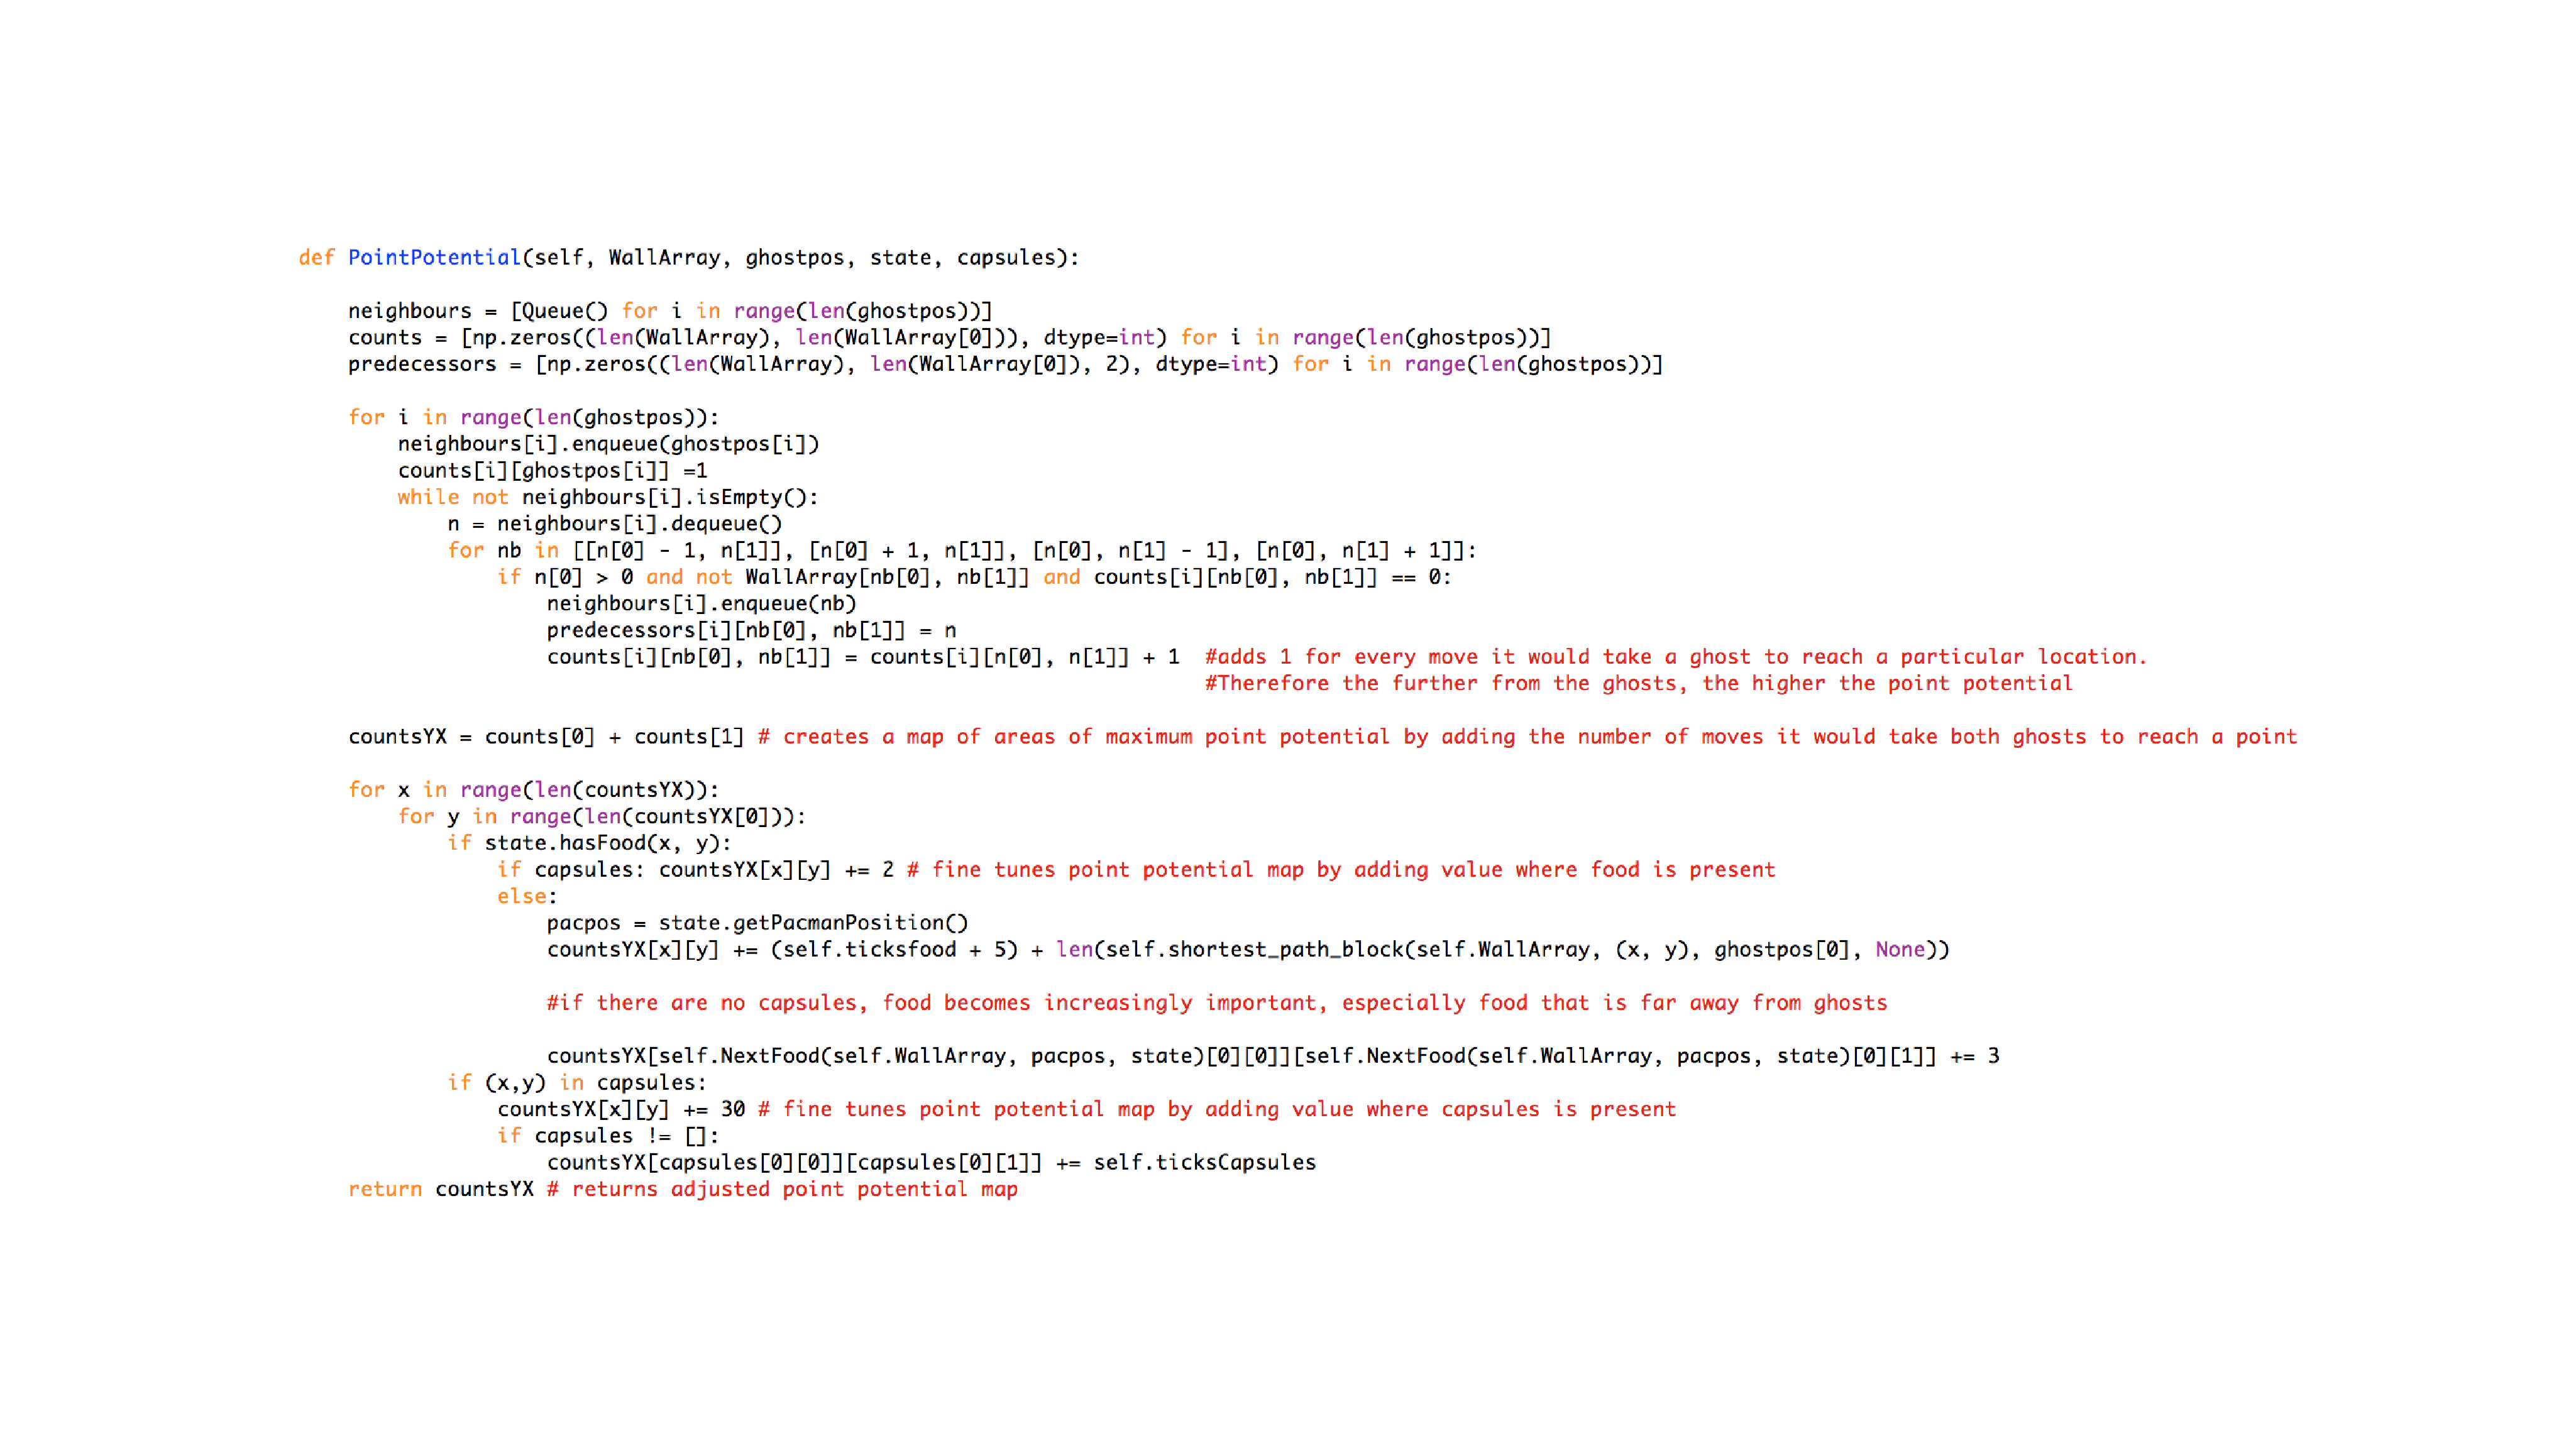 def PointPotential(self, WallArray, ghostpos, state, capsules):
neighbours = [Queue() for i in range(len(ghostpos))]
counts = [np.zeros((len(WallArray), len(WallArray[0])), dtype=int) for i in range(len(ghostpos))]
predecessors = [np.zeros((len(WallArray), len(WallArray[0]), 2), dtype=int) for i in range(len(ghostpos))]
for i in range(len(ghostpos)):
neighbours[i].enqueue(ghostpos[i])
counts[i][ghostpos[i]] =1
while not neighbours[i].isEmpty():
n = neighbours[i].dequeue()
for nb in [[n[0] - 1, n[1]], [n[0] + 1, n[1]], [n[0], n[1] - 1], [n[0], n[1] + 1]]:
if n[0] > 0 and not WallArray[nb[0], nb[1]] and counts[i][nb[0], nb[1]] == 0:
neighbours[i].enqueue(nb)
predecessors[i][nb[0], nb[1]] = n
counts[i][nb[0], nb[1]] = counts[i][n[0], n[1]] + 1 #adds 1 for every move it would take a ghost to reach a particular location.
#Therefore the further from the ghosts, the higher the point potential
countsYX = counts[0] + counts[1] # creates a map of areas of maximum point potential by adding the number of moves it would take both ghosts to reach a point
for x in range(len(countsYX)):
for y in range(len(countsYX[0])):
if state.hasFood(x, y):
if capsules: countsYX[x][y] += 2 # fine tunes point potential map by adding value where food is present
else:
pacpos = state.getPacmanPosition()
countsYX[x][y] += (self.ticksfood + 5) + len(self.shortest_path_block(self.WallArray, (x, y), ghostpos[0], None))
#if there are no capsules, food becomes increasingly important, especially food that is far away from ghosts
countsYX[self.NextFood(self.WallArray, pacpos, state)[0][0]][self.NextFood(self.WallArray, pacpos, state)[0][1]] += 3
if (x,y) in capsules:
countsYX[x][y] += 30 # fine tunes point potential map by adding value where capsules is present
if capsules != []:
countsYX[capsules[0][0]][capsules[0][1]] += self.ticksCapsules
return countsYX # returns adjusted point potential map